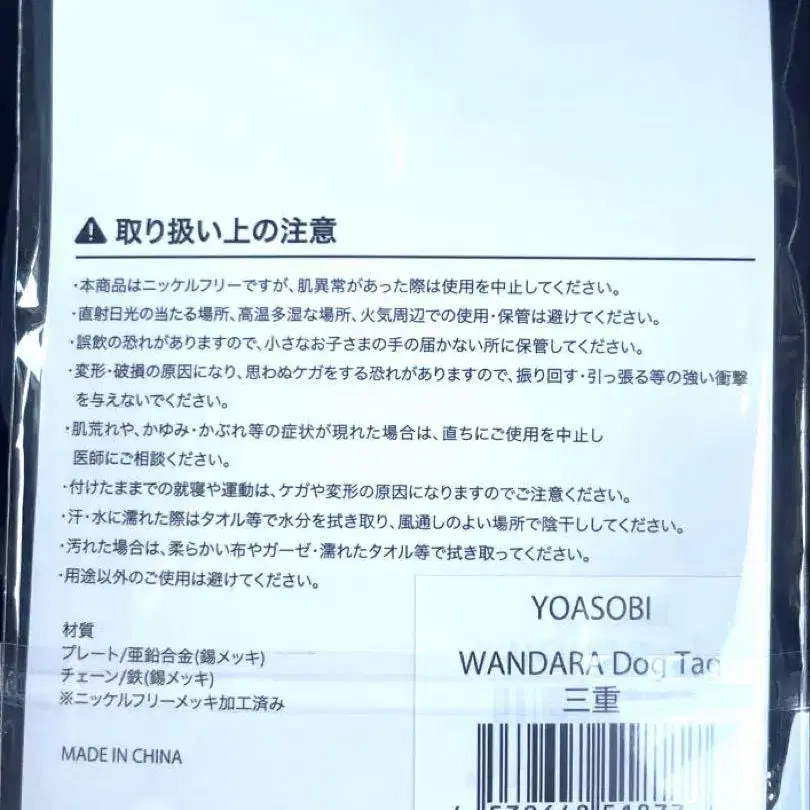 取り扱い上の注意
・本商品はニッケルフリーですが、肌異常があった際は使用を中止してください。
・直射日光の当たる場所、高温多湿な場所、火気周辺での使用・保管は避けてください。
・誤飲の恐れがありますので、小さなお子さまの手の届かない所に保管してください。
・変形・破損の原因になり、思わぬケガをする恐れがありますので、振り回す・引っ張る等の強い衝撃
を与えないでください。
・肌荒れや、かゆみ・かぶれ等の症状が現れた場合は、直ちにご使用を中止し
医師にご相談ください。
・付けたままでの就寝や運動は、ケガや変形の原因になりますのでご注意ください。
・汗・水に濡れた際はタオル等で水分を拭き取り、風通しのよい場所で陰干ししてください。
・汚れた場合は、柔らかい布やガーゼ・濡れたタオル等で拭き取ってください。
・用途以外のご使用は避けてください。
材質
プレート/亜鉛合金(錫メッキ)
チェーン/鉄(錫メッキ)
※ニッケルフリーメッキ加工済み
MADE IN CHINA
YOASOBI
WANDARA Dog Tag
三重